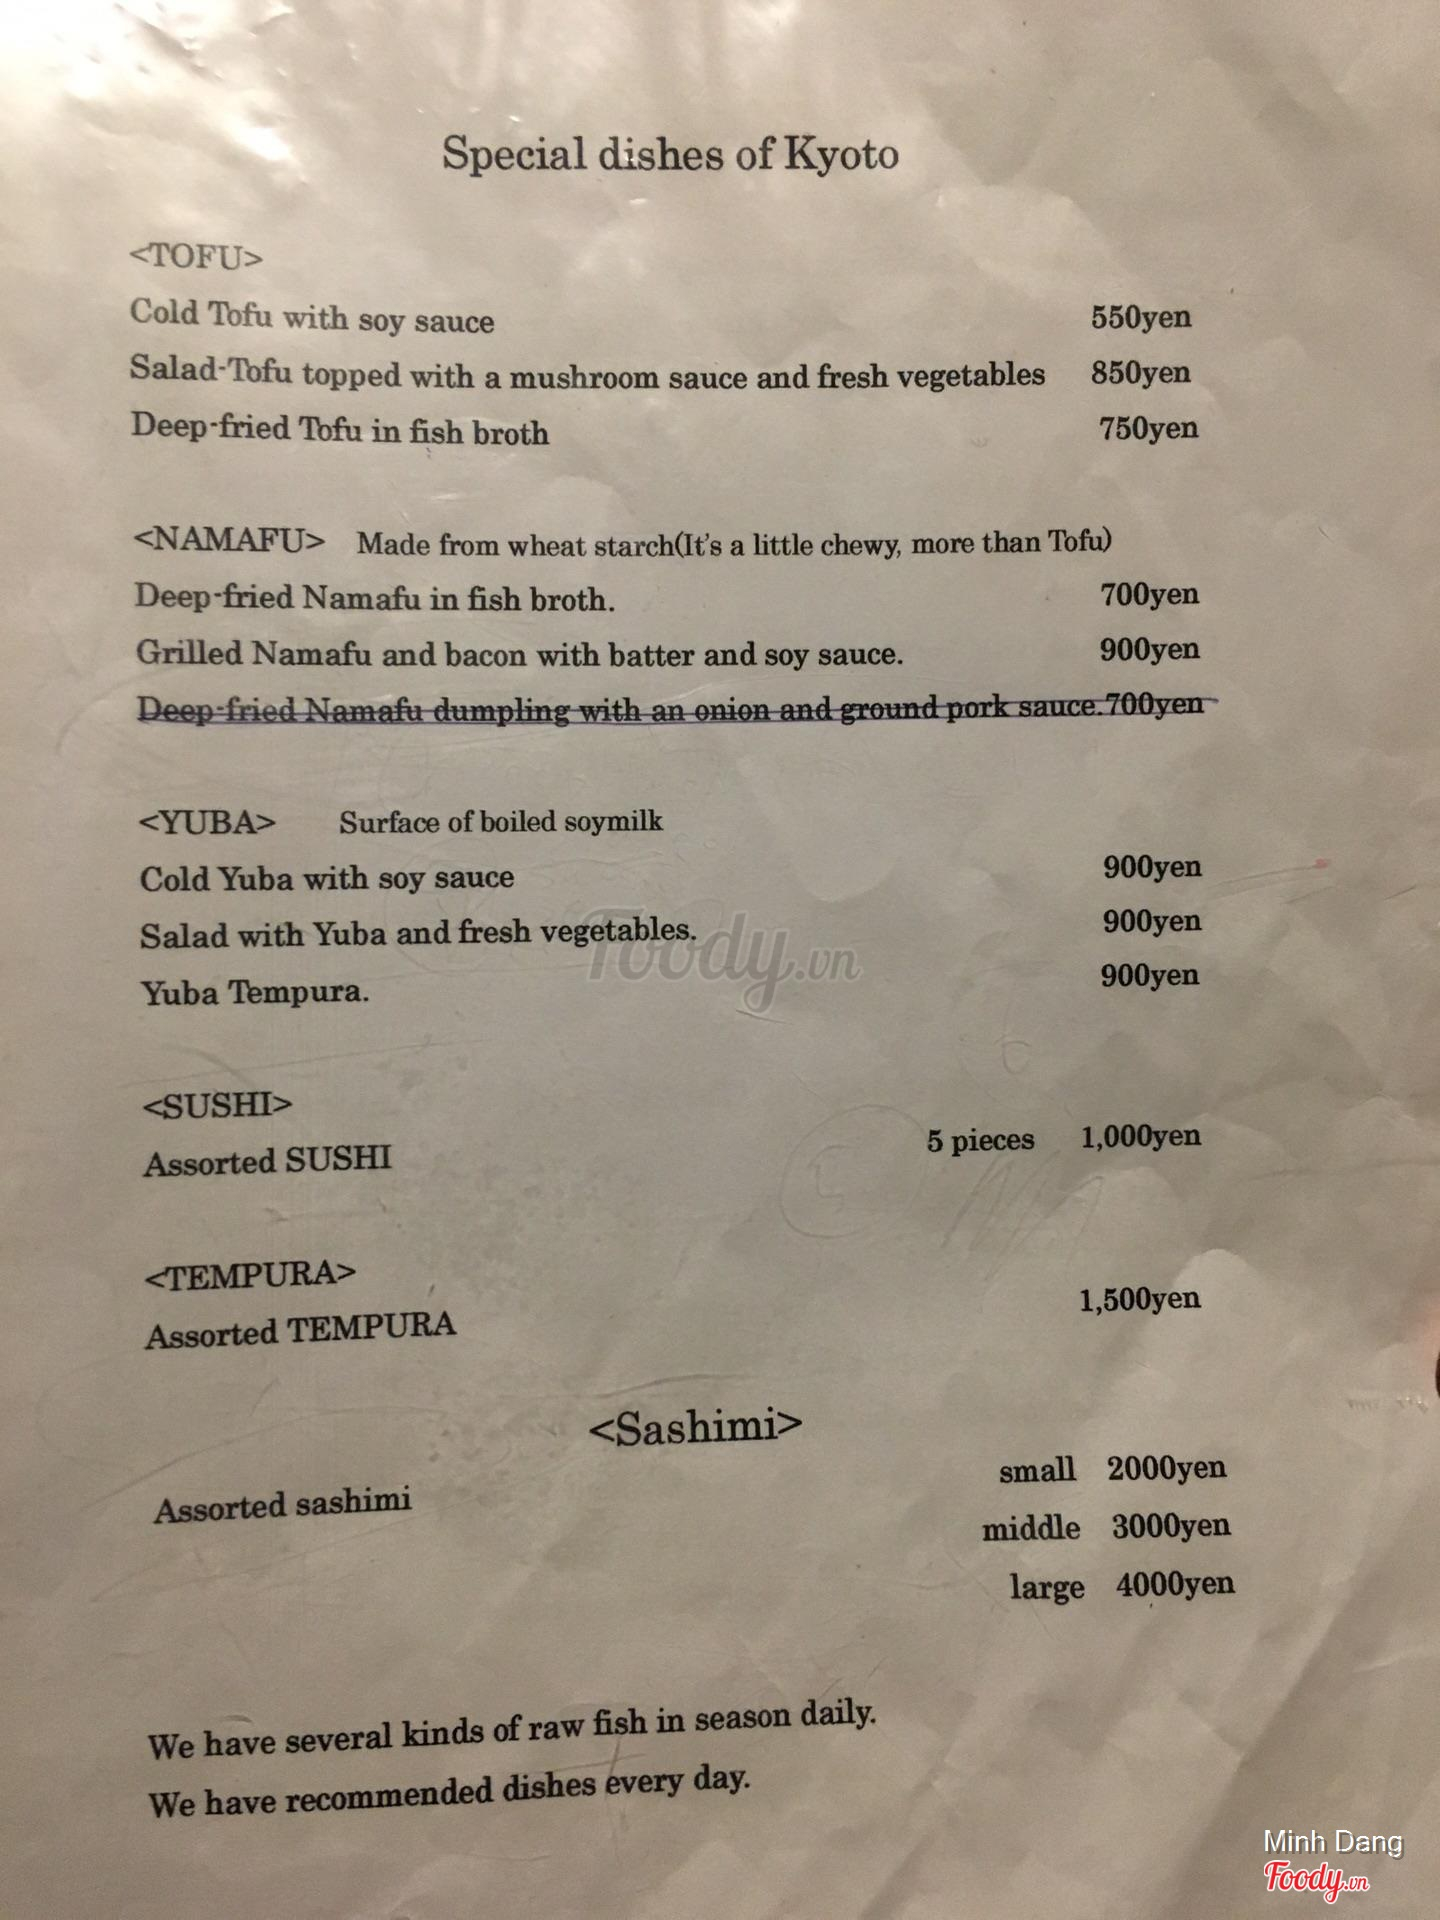 Special dishes of Kyoto
<TOFU>
Cold Tofu with soy sauce 550yen
Salad-Tofu topped with a mushroom sauce and fresh vegetables 850yen
Deep-fried Tofu in fish broth 750yen
<NAMAFU> Made from wheat starch(It's a little chewy, more than Tofu)
Deep-fried Namafu in fish broth. 700yen
Grilled Namafu and bacon with batter and soy sauce. 900yen
Deep-fried Namafu dumpling with an onion and ground pork sauce.700yen
<YUBA> Surface of boiled soymilk
Cold Yuba with soy sauce 900yen
Salad with Yuba and fresh vegetables. 900yen
Yuba Tempura. 900yen
Foody.vn
<SUSHI>
Assorted SUSHI 5 pieces 1,000yen
<TEMPURA>
Assorted TEMPURA 1,500yen
<Sashimi>
Assorted sashimi small 2000yen
middle 3000yen
large 4000yen
We have several kinds of raw fish in season daily.
We have recommended dishes every day.
Minh Dang
Foody.vn